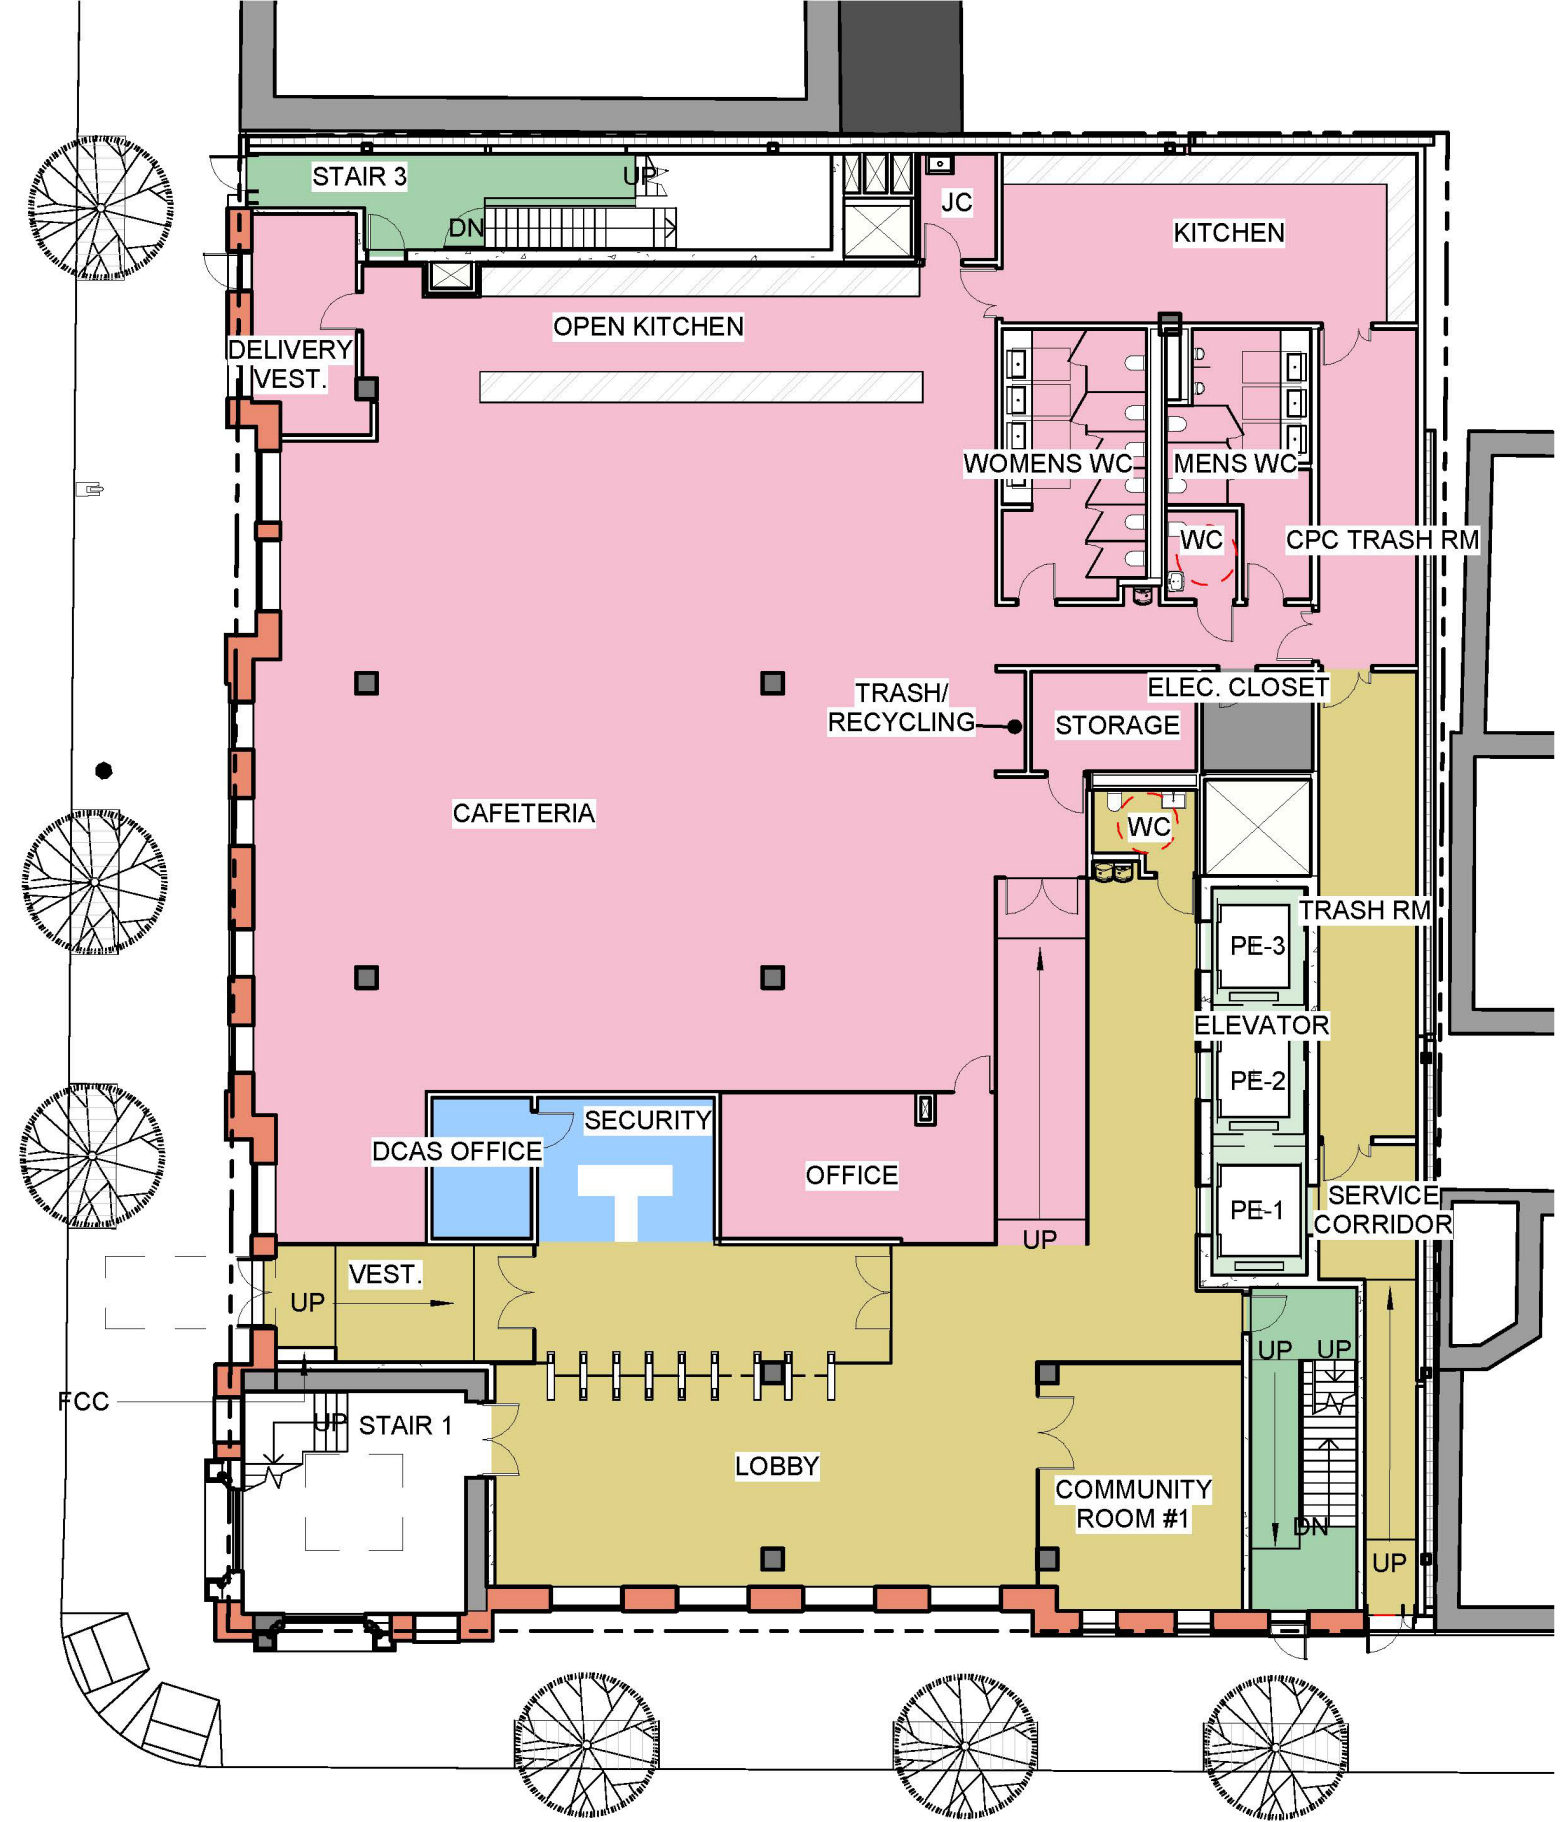 STAIR 3
UP
JC
DN
KITCHEN
OPEN KITCHEN
DELIVERY
VEST.
WOMENS WC
MENS WC
WC
CPC TRASH RM
ELEC. CLOSET
TRASH/
RECYCLING
STORAGE
CAFETERIA
WC
TRASH RM
PE-3
ELEVATOR
PE-2
SECURITY
DCAS OFFICE
OFFICE
PE-1
SERVICE
CORRIDOR
UP
VEST.
UP
UP
UP
FCC
UP
STAIR 1
LOBBY
COMMUNITY
ROOM #1
DN
UP